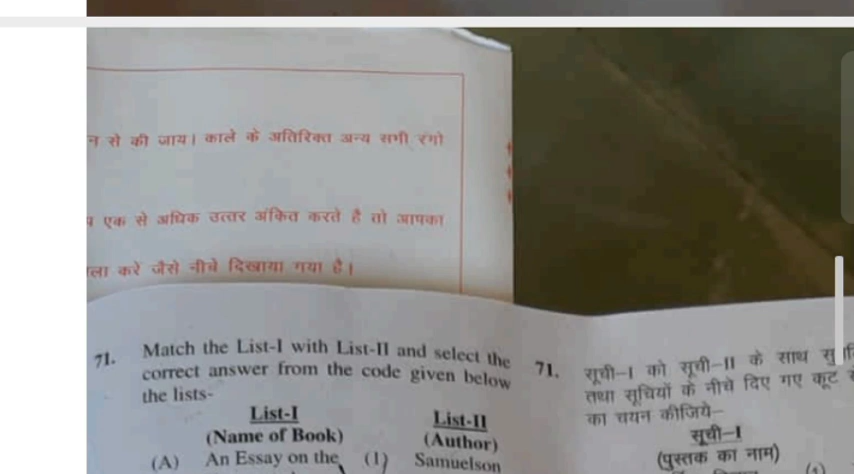 न से की जाय। काले के अतिरिक्त अन्य सभी रंगो
एक से अधिक उत्तर अंकित करते हैं तो आपका
करें जैसे नीचे दिखाया गया है।
71. Match the List-I with List-II and select the
correct answer from the code given below
the lists-
List-I List-II
(Name of Book) (Author)
(A) An Essay on the (1) Samuelson
71. सूची-I को सूची-II के साथ
तथा सूचियों के नीचे दिए गए कूट
का चयन कीजिये-
सूची-I
(पुस्तक का नाम)